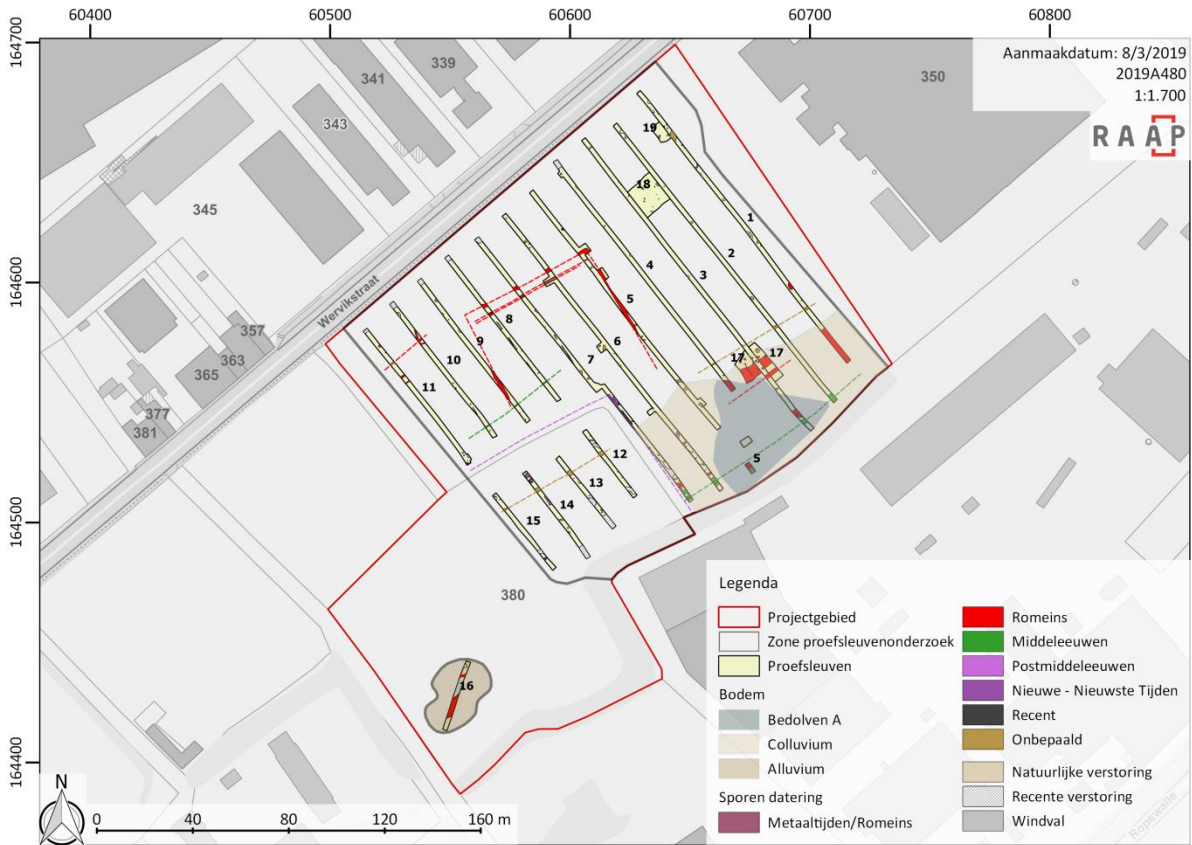 60400 60500 60600 60700 60800
164700
164600
164500
164400
Aanmaakdatum: 8/3/2019
2019A480
1:1.700
RAAP
339
341
343
345
350
357
363
365
377
381
380
Wervikstraat
Ropswalle
19
18
1
2
3
4
5
6
7
8
9
10
11
17
17
5
12
13
14
15
16
N
0 40 80 120 160 m
Legenda
Projectgebied
Zone proefsleuvenonderzoek
Proefsleuven
Bodem
Bedolven A
Colluvium
Alluvium
Sporen datering
Metaaltijden/Romeins
Romeins
Middeleeuwen
Postmiddeleeuwen
Nieuwe - Nieuwste Tijden
Recent
Onbepaald
Natuurlijke verstoring
Recente verstoring
Windval